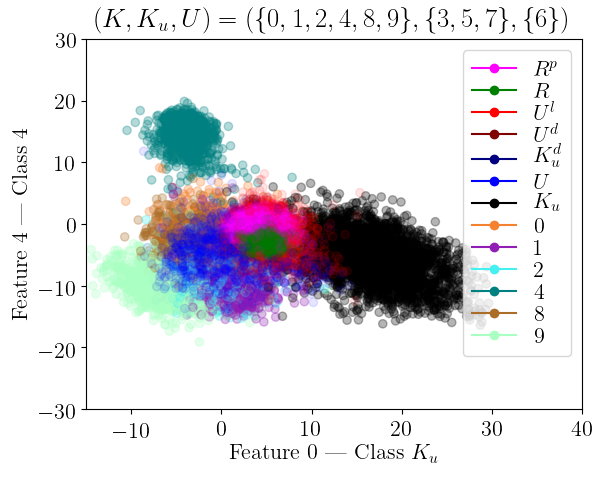 (K, K_u, U) = ({0, 1, 2, 4, 8, 9}, {3, 5, 7}, {6})
30
20
10
0
−10
−20
−30
Feature 4 — Class 4
−10
0
10
20
30
40
Feature 0 — Class K_u
R^p
R
U^l
U^d
K_u^d
U
K_u
0
1
2
4
8
9